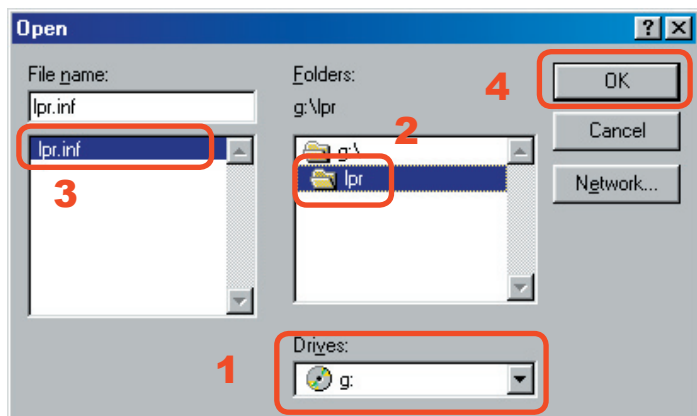 Open
File name:
lpr.inf
lpr.inf
3
Folders:
g:\lpr
2
g:\
lpr
Drives:
1
g:
4
OK
Cancel
Network...